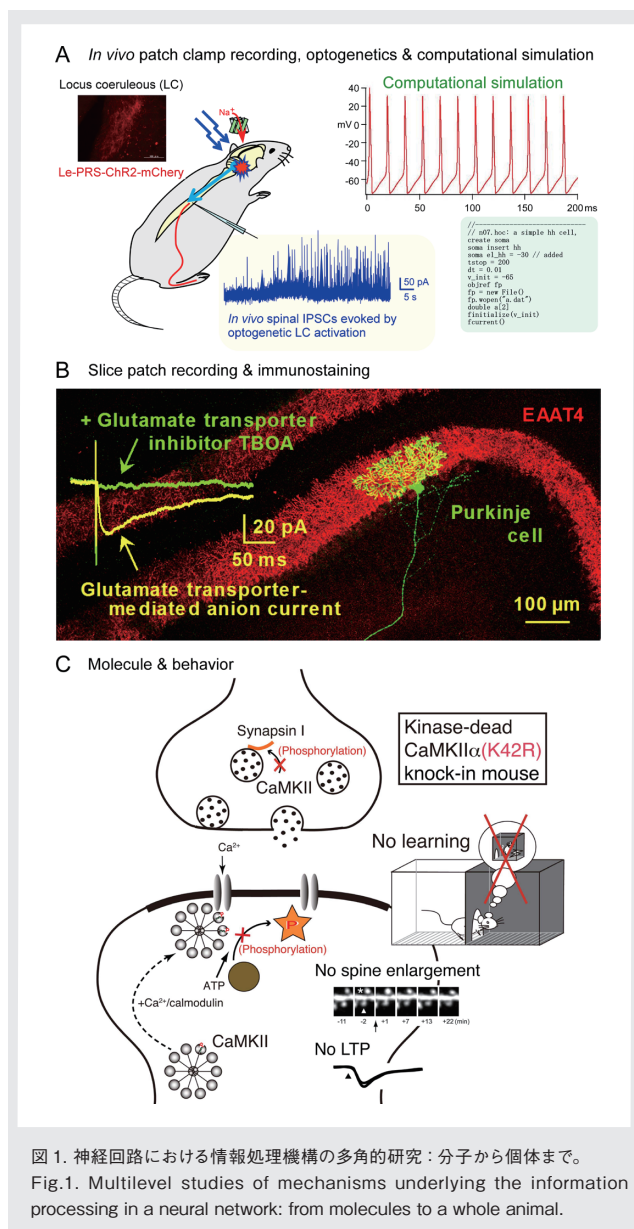 A In vivo patch clamp recording, optogenetics & computational simulation
Locus coeruleous (LC)
Le-PRS-ChR2-mChery
Na⁺
50 pA
5 s
In vivo spinal IPSCs evoked by
optogenetic LC activation
Computational simulation
40
20
mV 0
-20
-60
0
50
100
150
200 ms
//------------------------------
// n07.hoc: a simple hh cell,
create soma
soma insert hh
soma el_hh = -30 // added
tstop = 200
dt = 0.01
v_init = -65
objref fp
fp = new File()
fp.wopen("a.dat")
double a[2]
finitialize(v_init)
fcurrent()
B Slice patch recording & immunostaining
+ Glutamate transporter
inhibitor TBOA
EAAT4
20 pA
50 ms
Purkinje
cell
Glutamate transporter-
mediated anion current
100 µm
C Molecule & behavior
Synapsin I
(Phosphorylation)
CaMKII
Kinase-dead
CaMKIIα(K42R)
knock-in mouse
No learning
Ca²⁺
P
(Phosphorylation)
ATP
+Ca²⁺/calmodulin
CaMKII
No spine enlargement
-11 -2 +1 +7 +13 +22(min)
No LTP
図 1. 神経回路における情報処理機構の多角的研究：分子から個体まで。
Fig.1. Multilevel studies of mechanisms underlying the information
processing in a neural network: from molecules to a whole animal.